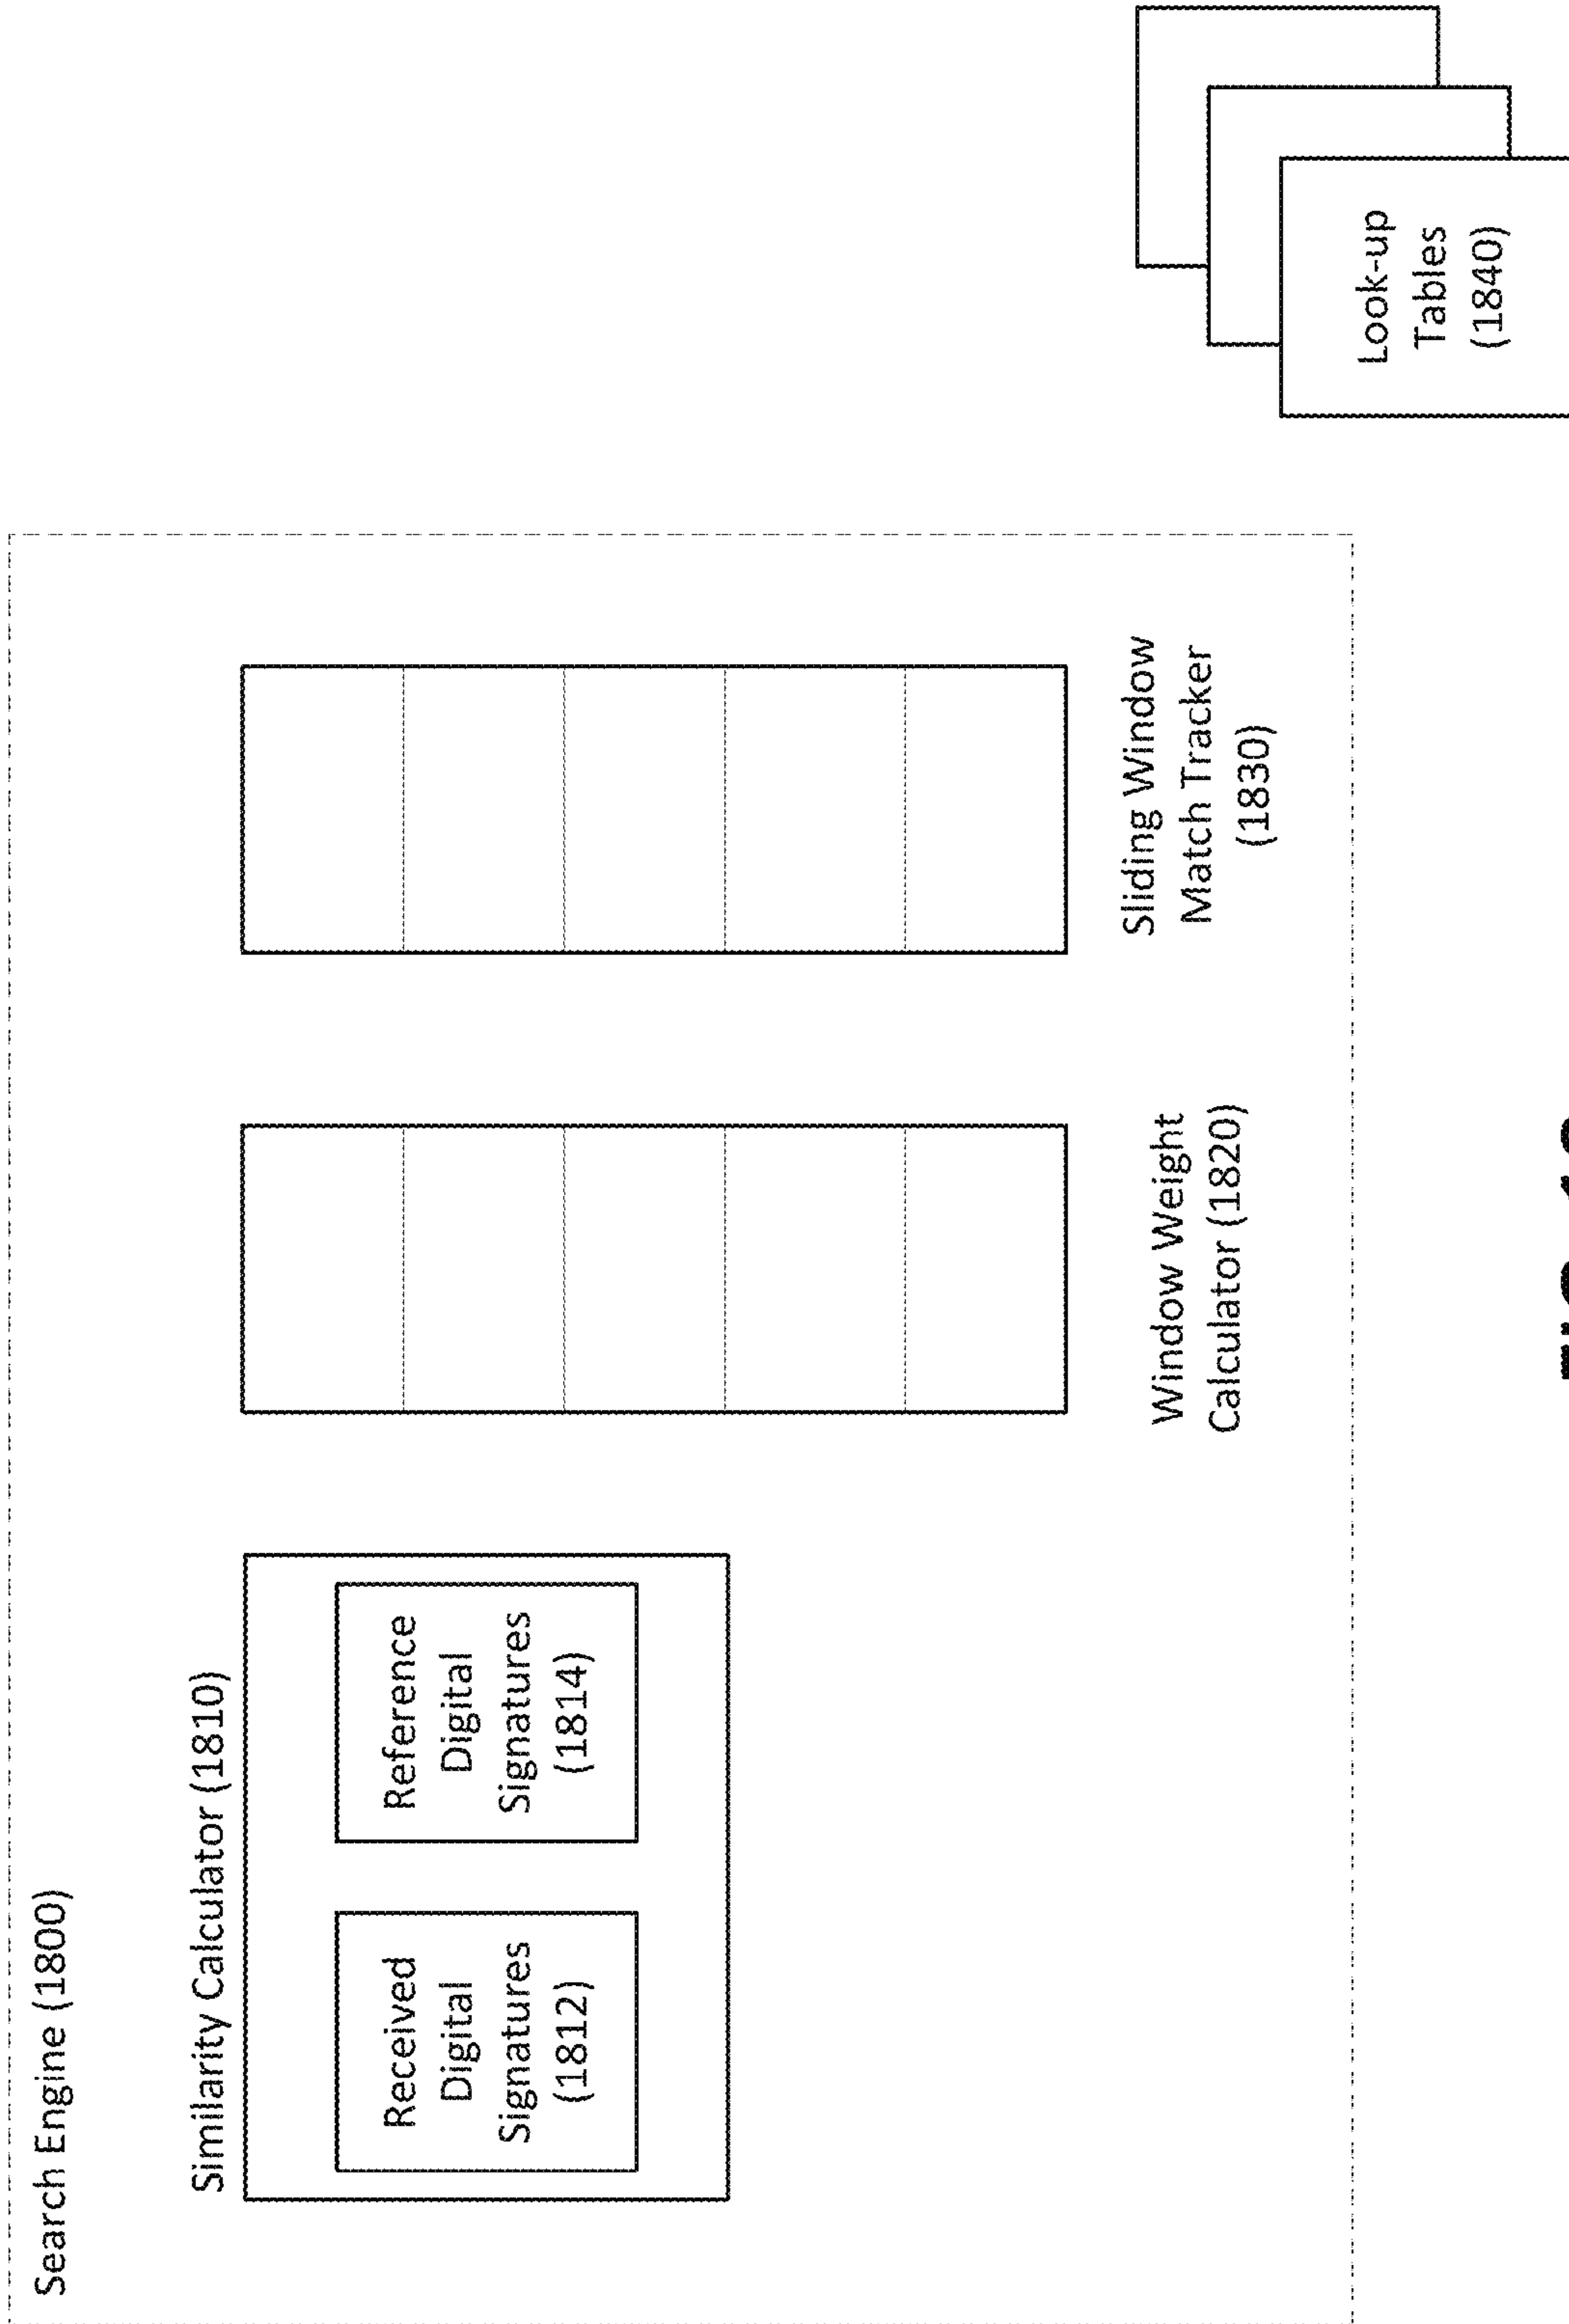 Search Engine (1800)
Similarity Calculator (1810)
Received
Digital
Signatures
(1812)
Reference
Digital
Signatures
(1814)
Window Weight
Calculator (1820)
Sliding Window
Match Tracker
(1830)
Look-up
Tables
(1840)